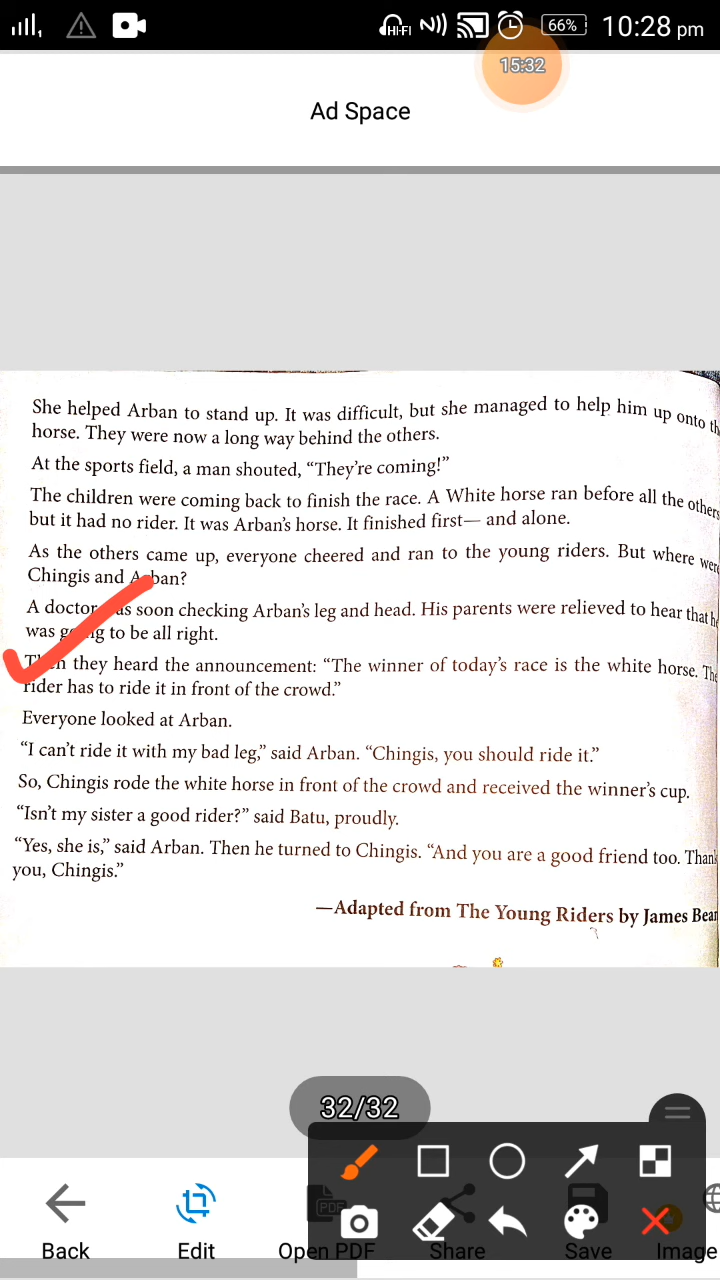 HI-FI 66% 10:28 pm
15:32
Ad Space
She helped Arban to stand up. It was difficult, but she managed to help him up onto th
horse. They were now a long way behind the others.
At the sports field, a man shouted, “They’re coming!”
The children were coming back to finish the race. A White horse ran before all the others
but it had no rider. It was Arban’s horse. It finished first— and alone.
As the others came up, everyone cheered and ran to the young riders. But where were
Chingis and Arban?
A doctor was soon checking Arban’s leg and head. His parents were relieved to hear that h
was going to be all right.
Then they heard the announcement: “The winner of today’s race is the white horse. The
rider has to ride it in front of the crowd.”
Everyone looked at Arban.
“I can’t ride it with my bad leg,” said Arban. “Chingis, you should ride it.”
So, Chingis rode the white horse in front of the crowd and received the winner’s cup.
“Isn’t my sister a good rider?” said Batu, proudly.
“Yes, she is,” said Arban. Then he turned to Chingis. “And you are a good friend too. Thank
you, Chingis.”
—Adapted from The Young Riders by James Bean
32/32
PDF
Back Edit Open PDF Share Save Image